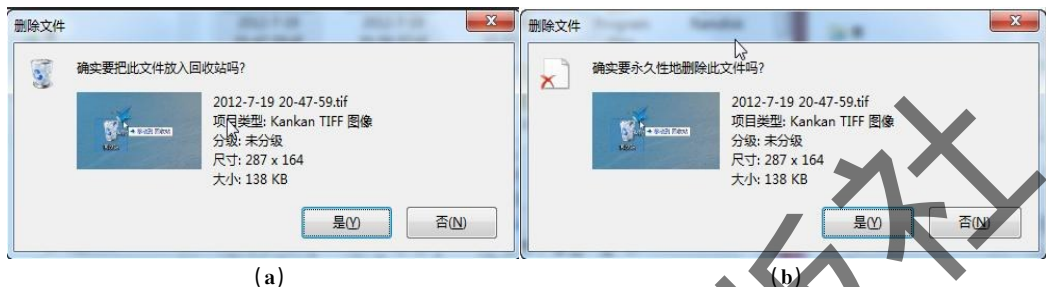 删除文件
确实要把此文件放入回收站吗?
2012-7-19 20-47-59.tif
项目类型: Kankan TIFF 图像
分级: 未分级
尺寸: 287 x 164
大小: 138 KB
是(Y)
否(N)
(a)
删除文件
确实要永久性地删除此文件吗?
2012-7-19 20-47-59.tif
项目类型: Kankan TIFF 图像
分级: 未分级
尺寸: 287 x 164
大小: 138 KB
是(Y)
否(N)
(b)